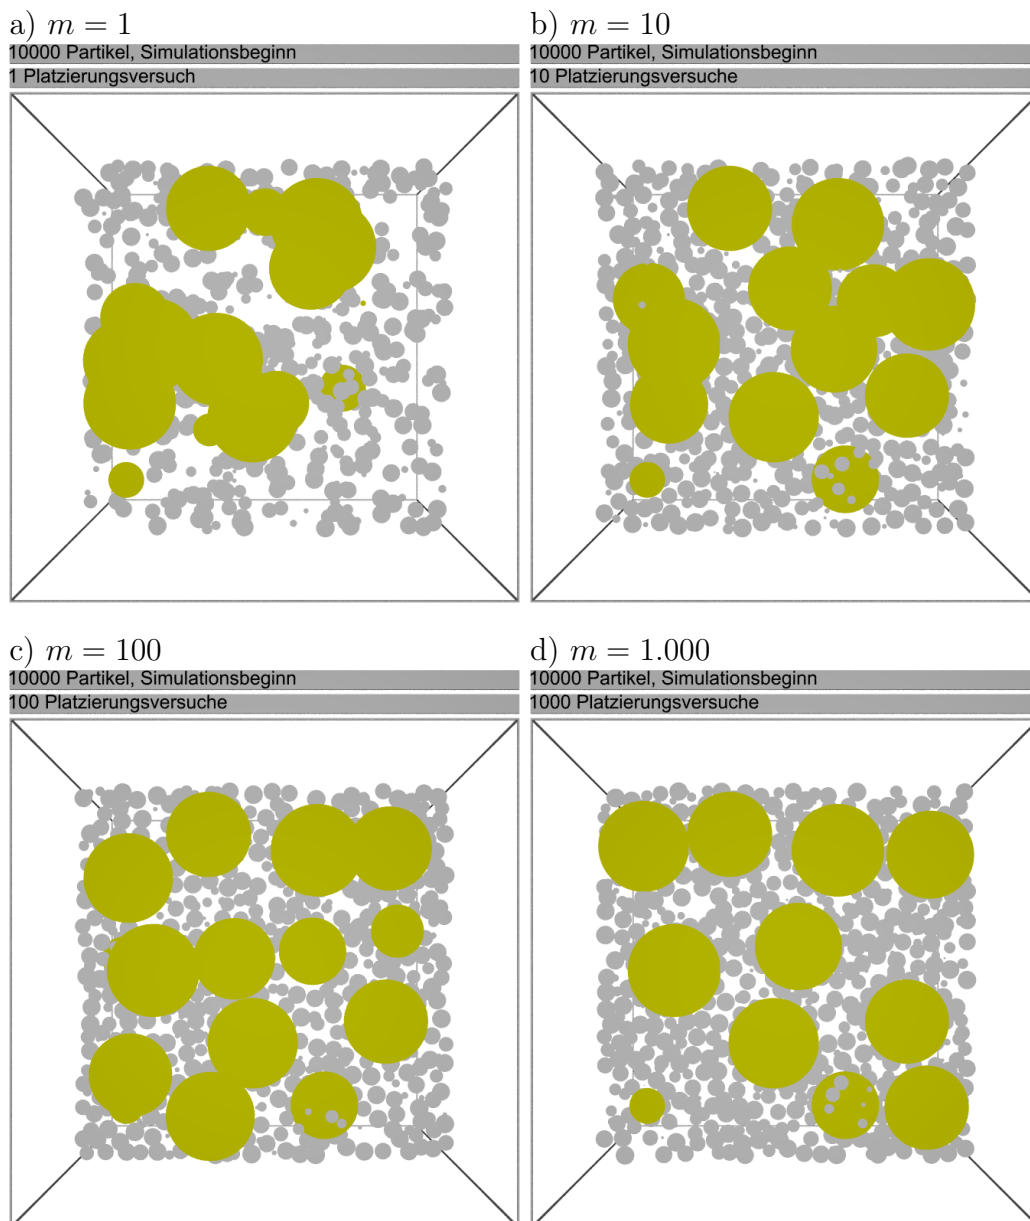 a) m = 1
10000 Partikel, Simulationsbeginn
1 Platzierungsversuch
b) m = 10
10000 Partikel, Simulationsbeginn
10 Platzierungsversuche
c) m = 100
10000 Partikel, Simulationsbeginn
100 Platzierungsversuche
d) m = 1.000
10000 Partikel, Simulationsbeginn
1000 Platzierungsversuche